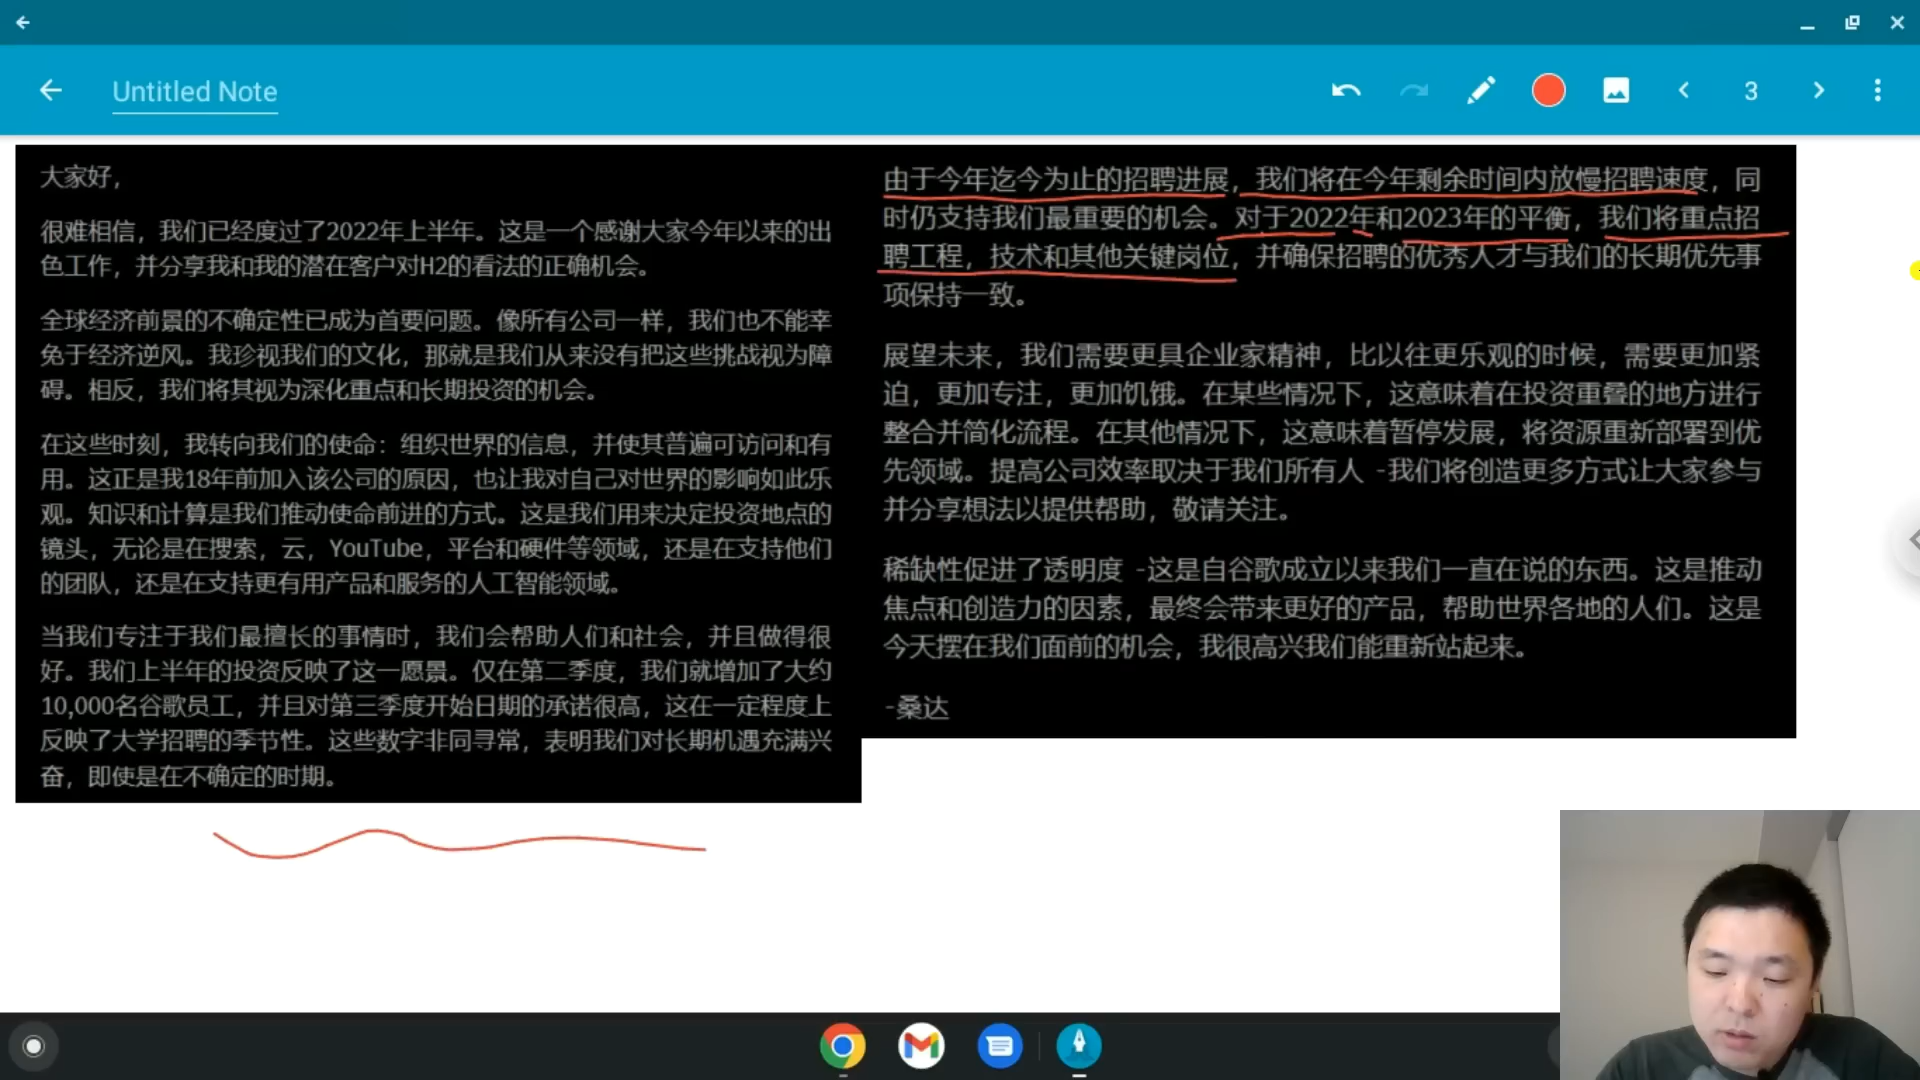 Untitled Note
3
大家好，
很难相信，我们已经度过了2022年上半年。这是一个感谢大家今年以来的出
色工作，并分享我和我的潜在客户对H2的看法的正确机会。
全球经济前景的不确定性已成为首要问题。像所有公司一样，我们也不能幸
免于经济逆风。我珍视我们的文化，那就是我们从来没有把这些挑战视为障
碍。相反，我们将其视为深化重点和长期投资的机会。
在这些时刻，我转向我们的使命：组织世界的信息，并使其普遍可访问和有
用。这正是我18年前加入该公司的原因，也让我对自己对世界的影响如此乐
观。知识和计算是我们推动使命前进的方式。这是我们用来决定投资地点的
镜头，无论是在搜索，云，YouTube，平台和硬件等领域，还是在支持他们
的团队，还是在支持更有用产品和服务的人工智能领域。
当我们专注于我们最擅长的事情时，我们会帮助人们和社会，并且做得很
好。我们上半年的投资反映了这一愿景。仅在第二季度，我们就增加了大约
10,000名谷歌员工，并且对第三季度开始日期的承诺很高，这在一定程度上
反映了大学招聘的季节性。这些数字非同寻常，表明我们对长期机遇充满兴
奋，即使是在不确定的时期。
由于今年迄今为止的招聘进展，我们将在今年剩余时间内放慢招聘速度，同
时仍支持我们最重要的机会。对于2022年和2023年的平衡，我们将重点招
聘工程，技术和其他关键岗位，并确保招聘的优秀人才与我们的长期优先事
项保持一致。
展望未来，我们需要更具企业家精神，比以往更乐观的时候，需要更加紧
迫，更加专注，更加饥饿。在某些情况下，这意味着在投资重叠的地方进行
整合并简化流程。在其他情况下，这意味着暂停发展，将资源重新部署到优
先领域。提高公司效率取决于我们所有人 -我们将创造更多方式让大家参与
并分享想法以提供帮助，敬请关注。
稀缺性促进了透明度 -这是自谷歌成立以来我们一直在说的东西。这是推动
焦点和创造力的因素，最终会带来更好的产品，帮助世界各地的人们。这是
今天摆在我们面前的机会，我很高兴我们能重新站起来。
-桑达